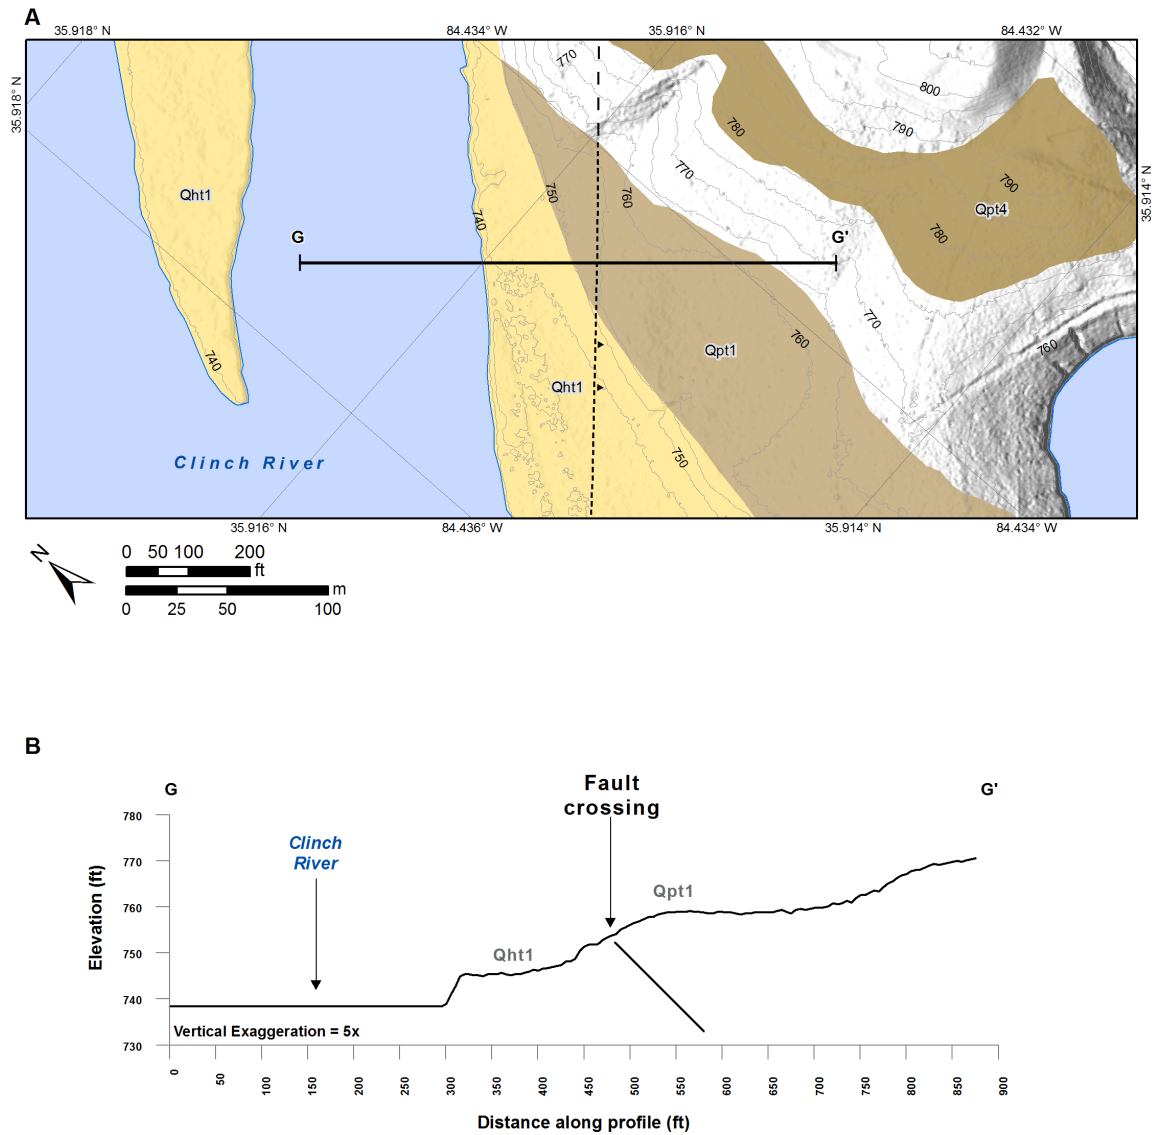 A
35.918° N
84.434° W
35.916° N
84.432° W
35.918° N
35.914° N
770
800
790
780
770
790
Qht1
750
760
Qpt4
740
780
G
G'
770
760
760
740
Qpt1
Qht1
750
Clinch River
35.916° N
84.436° W
35.914° N
84.434° W
N
0 50 100 200
ft
m
0 25 50 100
B
G
Fault
crossing
G'
780
Clinch
River
770
Qpt1
760
Elevation (ft)
750
Qht1
740
Vertical Exaggeration = 5x
730
0 50 100 150 200 250 300 350 400 450 500 550 600 650 700 750 800 850 900
Distance along profile (ft)